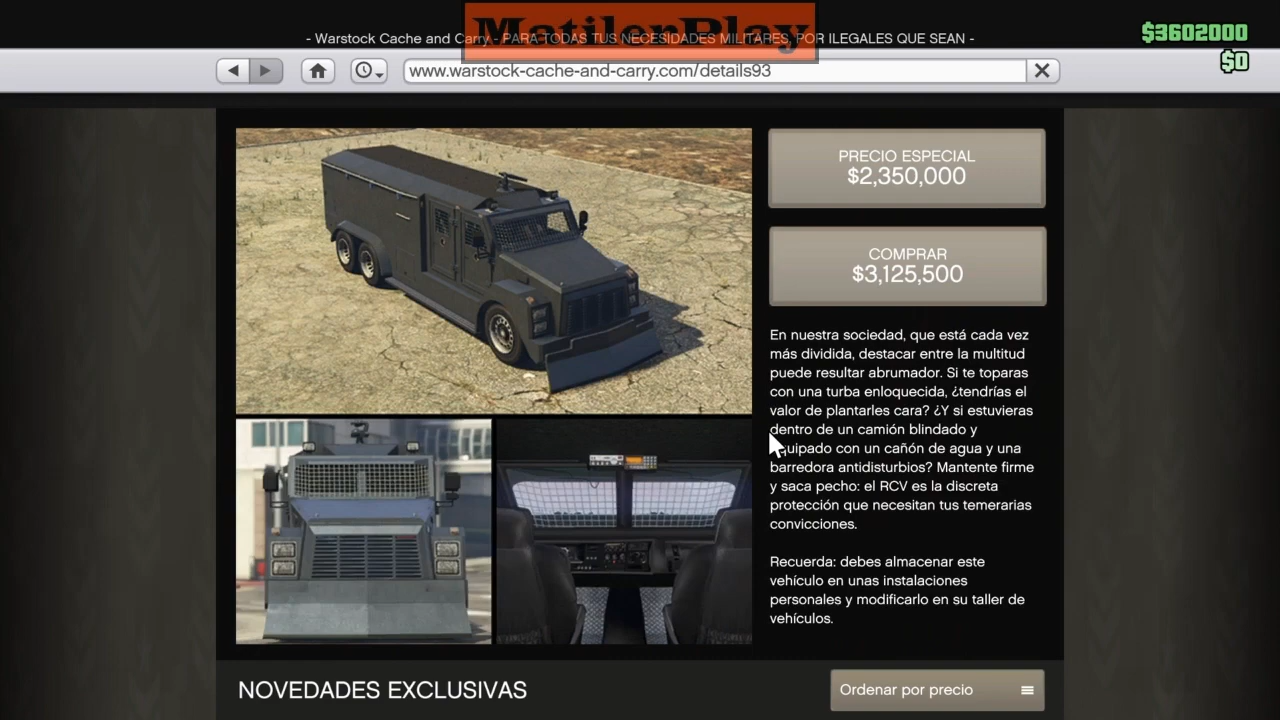 MatilenPlay
- Warstock Cache and Carry - PARA TODAS TUS NECESIDADES MILITARES, POR ILEGALES QUE SEAN -
$3602000
$0
www.warstock-cache-and-carry.com/details93
PRECIO ESPECIAL
$2,350,000
COMPRAR
$3,125,500
En nuestra sociedad, que está cada vez
más dividida, destacar entre la multitud
puede resultar abrumador. Si te toparas
con una turba enloquecida, ¿tendrías el
valor de plantarles cara? ¿Y si estuvieras
dentro de un camión blindado y
equipado con un cañón de agua y una
barredora antidisturbios? Mantente firme
y saca pecho: el RCV es la discreta
protección que necesitan tus temerarias
convicciones.
Recuerda: debes almacenar este
vehículo en unas instalaciones
personales y modificarlo en su taller de
vehículos.
NOVEDADES EXCLUSIVAS
Ordenar por precio